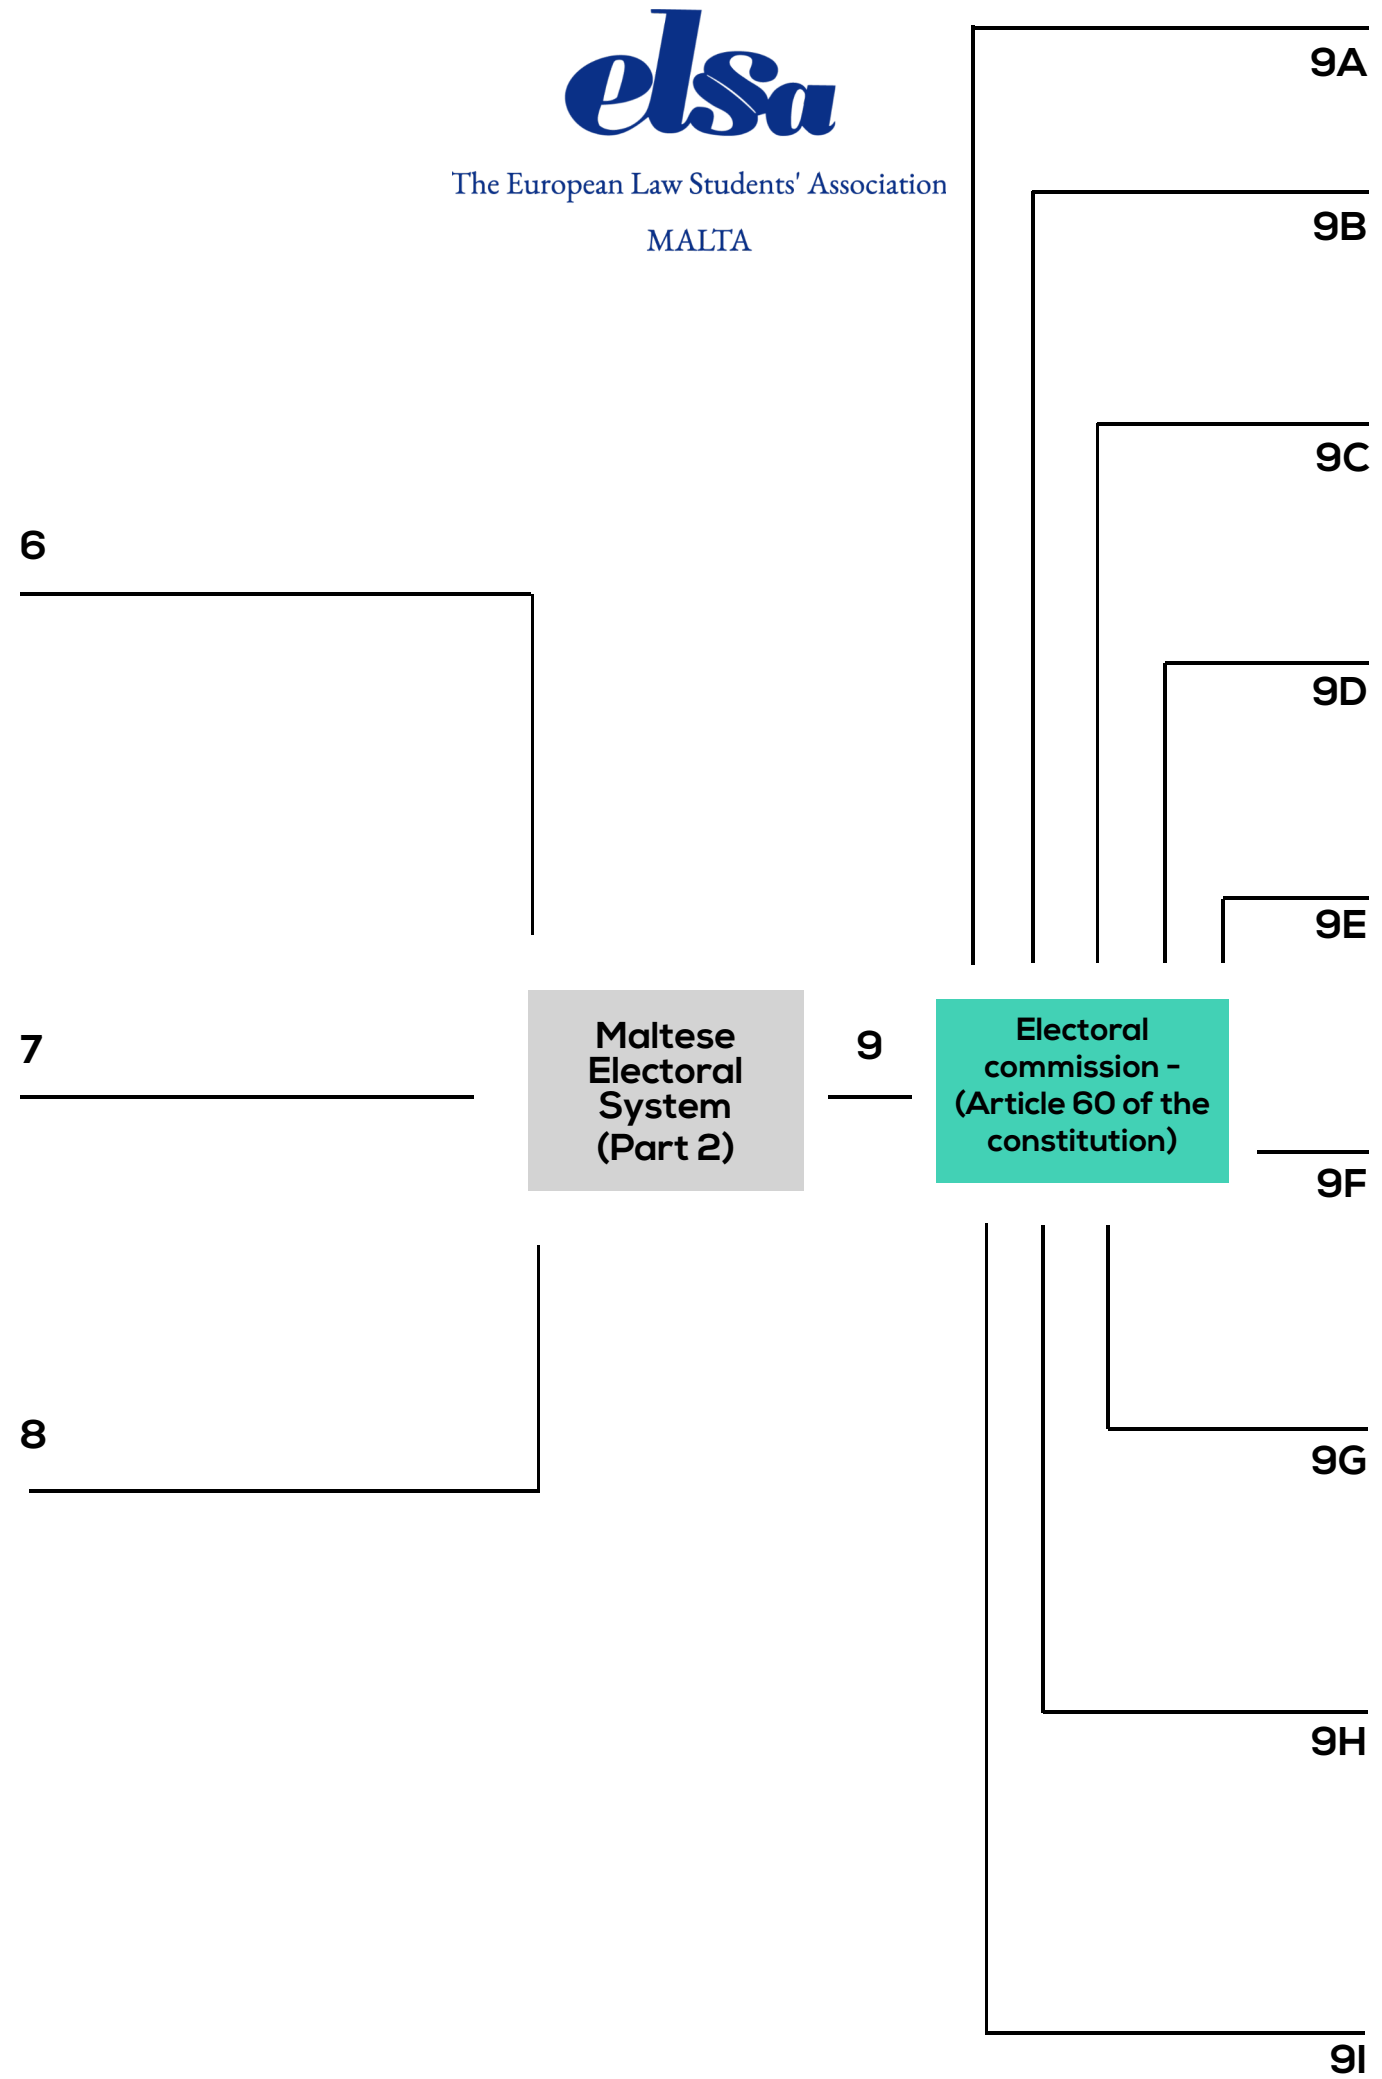 elsa
The European Law Students' Association
MALTA
9A
9B
9C
9D
9E
6
7
8
Maltese
Electoral
System
(Part 2)
9
Electoral
commission -
(Article 60 of the
constitution)
9F
9G
9H
9I